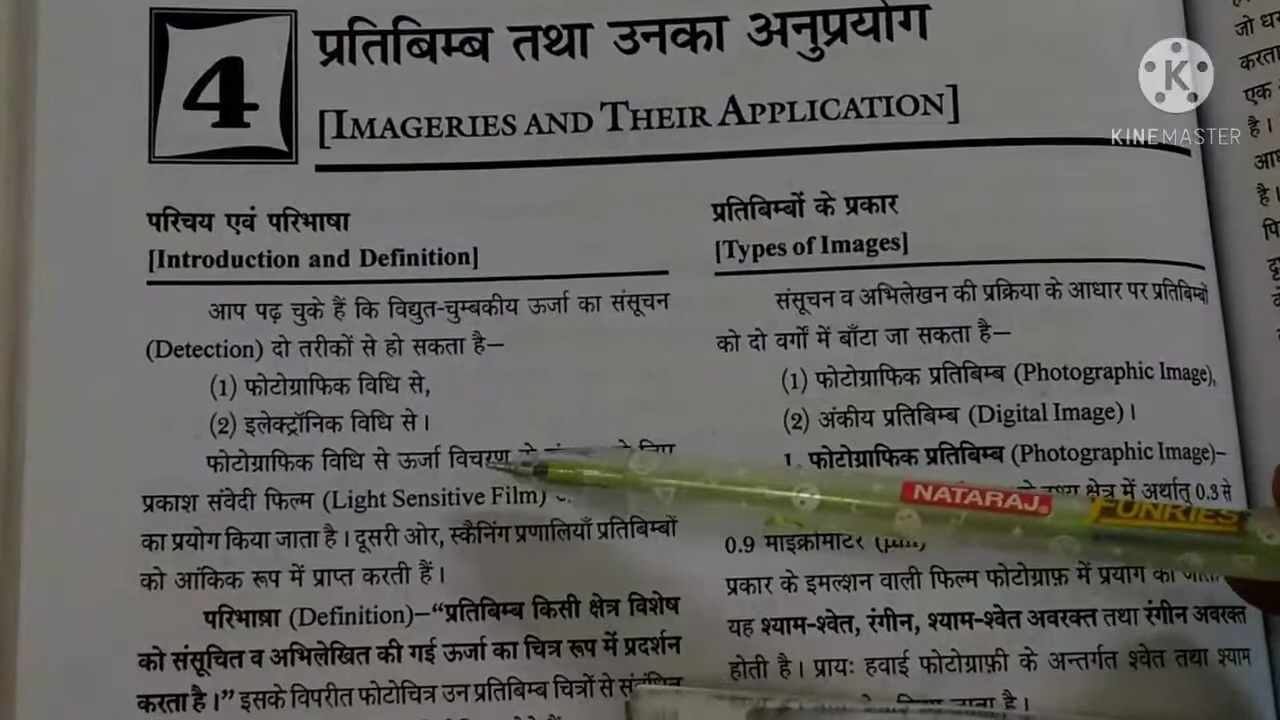 4
प्रतिबिम्ब तथा उनका अनुप्रयोग
[IMAGERIES AND THEIR APPLICATION]
परिचय एवं परिभाषा
[Introduction and Definition]
आप पढ़ चुके हैं कि विद्युत-चुम्बकीय ऊर्जा का संसूचन
(Detection) दो तरीकों से हो सकता है–
(1) फोटोग्राफिक विधि से,
(2) इलेक्ट्रॉनिक विधि से।
फोटोग्राफिक विधि से ऊर्जा विचरण
प्रकाश संवेदी फिल्म (Light Sensitive Film)
का प्रयोग किया जाता है। दूसरी ओर, स्कैनिंग प्रणालियाँ प्रतिबिम्बों
को आंकिक रूप में प्राप्त करती हैं।
परिभाषा (Definition)–“प्रतिबिम्ब किसी क्षेत्र विशेष
को संसूचित व अभिलेखित की गई ऊर्जा का चित्र रूप में प्रदर्शन
करता है।” इसके विपरीत फोटोचित्र उन प्रतिबिम्ब चित्रों से
प्रतिबिम्बों के प्रकार
[Types of Images]
संसूचन व अभिलेखन की प्रक्रिया के आधार पर प्रतिबिम्बों
को दो वर्गों में बाँटा जा सकता है–
(1) फोटोग्राफिक प्रतिबिम्ब (Photographic Image),
(2) अंकीय प्रतिबिम्ब (Digital Image)।
1. फोटोग्राफिक प्रतिबिम्ब (Photographic Image)–
क्षेत्र में अर्थात् 0.3 से
0.9 माइक्रोमीटर (μm)
प्रकार के इमल्शन वाली फिल्म फोटोग्राफ़ में प्रयोग की
यह श्याम-श्वेत, रंगीन, श्याम-श्वेत अवरक्त तथा रंगीन अवरक्त
होती है। प्रायः हवाई फोटोग्राफ़ी के अन्तर्गत श्वेत तथा श्याम
NATARAJ
FUNRIES
K
KINEMASTER
जो
करता
एक
है।
है।